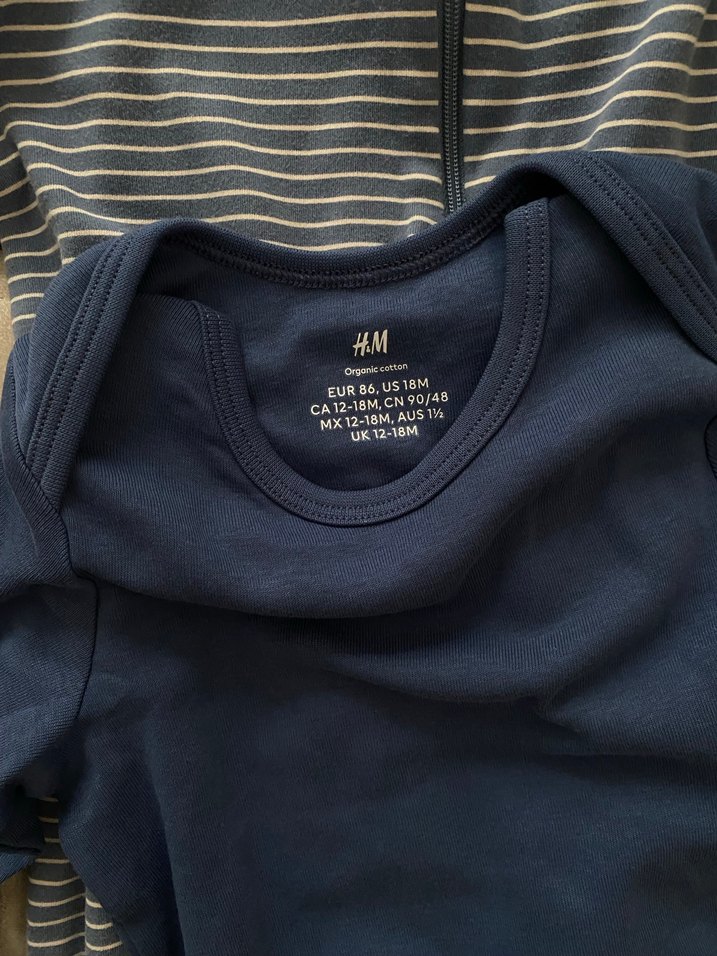 H&M
Organic cotton
EUR 86, US 18M
CA 12-18M, CN 90/48
MX 12-18M, AUS 1½
UK 12-18M